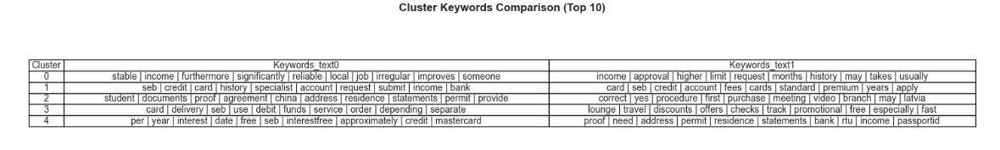 Cluster Keywords Comparison (Top 10)
Cluster Keywords_text0 Keywords_text1
0 stable | income | furthermore | significantly | reliable | local | job | irregular | improves | someone income | approval | higher | limit | request | months | history | may | takes | usually
1 seb | credit | card | history | specialist | account | request | submit | income | bank card | seb | credit | account | fees | cards | standard | premium | years | apply
2 student | documents | proof | agreement | china | address | residence | statements | permit | provide correct | yes | procedure | first | purchase | meeting | video | branch | may | latvia
3 card | delivery | seb | use | debit | funds | service | order | depending | separate lounge | travel | discounts | offers | checks | track | promotional | free | especially | fast
4 per | year | interest | date | free | seb | interestfree | approximately | credit | mastercard proof | need | address | permit | residence | statements | bank | rtu | income | passportid